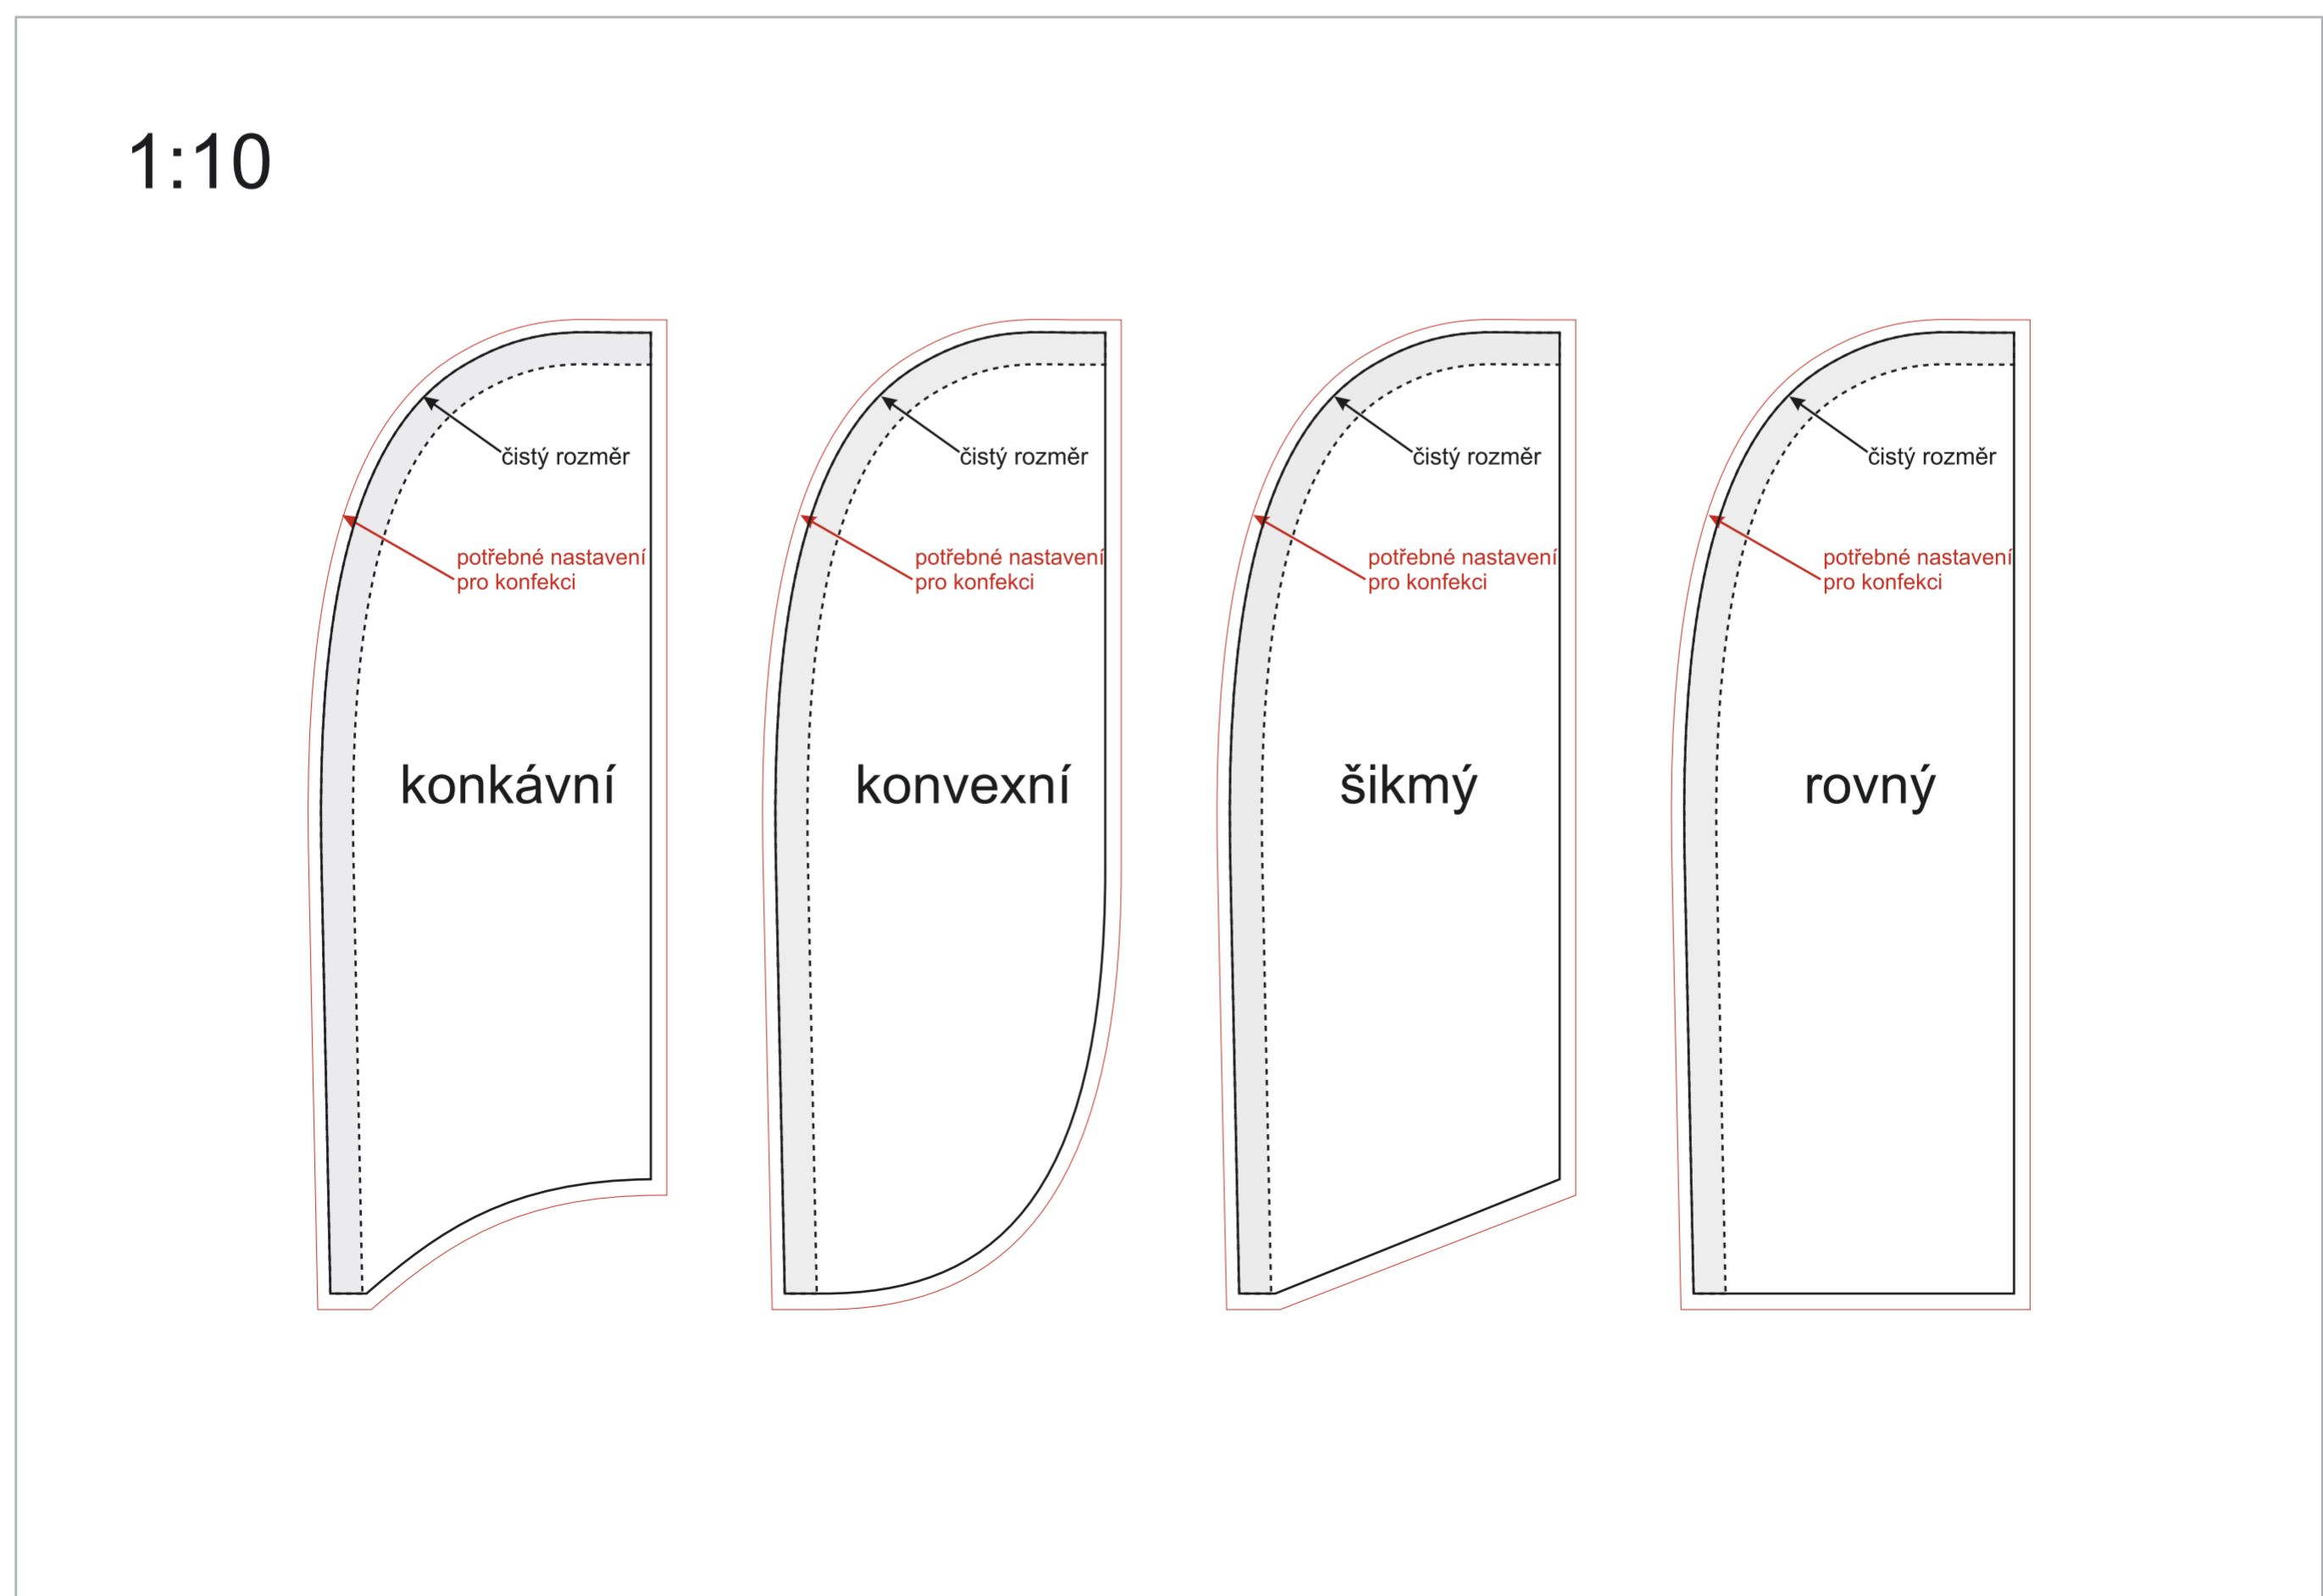 1:10
čistý rozměr
potřebné nastavení
pro konfekci
konkávní
čistý rozměr
potřebné nastavení
pro konfekci
konvexní
čistý rozměr
potřebné nastavení
pro konfekci
šikmý
čistý rozměr
potřebné nastavení
pro konfekci
rovný